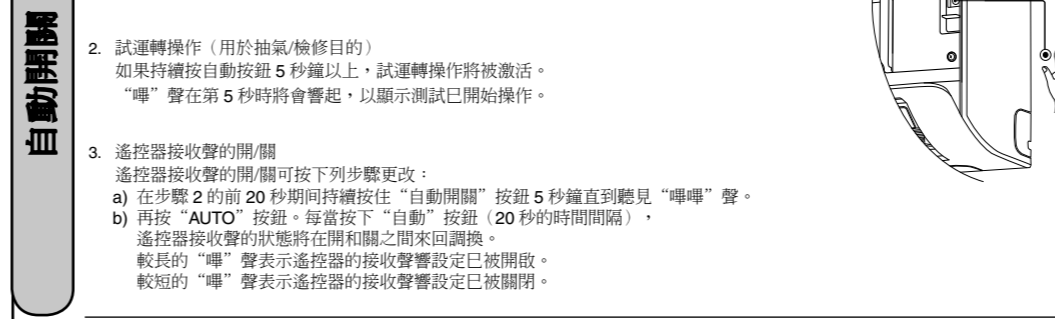 自動開關
2. 試運轉操作（用於抽氣/檢修目的）
如果持續按自動按鈕 5 秒鐘以上，試運轉操作將被激活。
“嗶”聲在第 5 秒時將會響起，以顯示測試巳開始操作。
3. 遙控器接收聲的開/關
遙控器接收聲的開/關可按下列步驟更改：
a) 在步驟 2 的前 20 秒期间持續按住“自動開關”按鈕 5 秒鐘直到聽見“嗶嗶”聲。
b) 再按“AUTO”按鈕。每當按下“自動”按鈕（20 秒的時間間隔），
遙控器接收聲的狀態將在開和關之間來回調換。
較長的“嗶”聲表示遙控器的接收聲響設定巳被開啟。
較短的“嗶”聲表示遙控器的接收聲響設定巳被關閉。